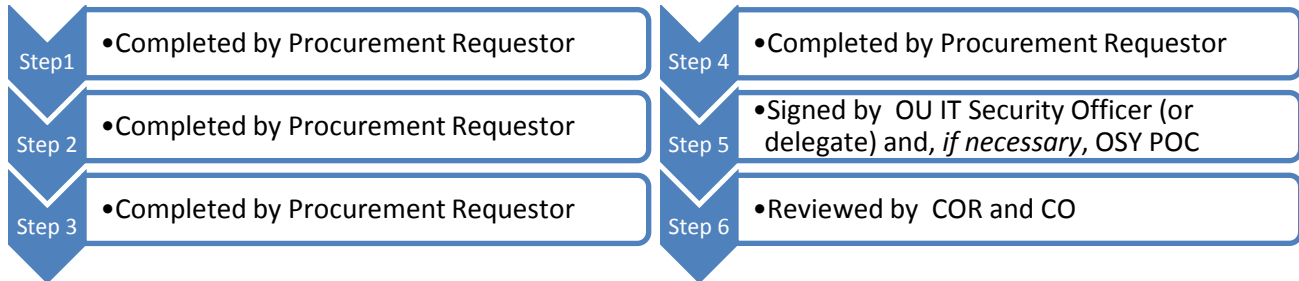 Step1
•Completed by Procurement Requestor
Step 2
•Completed by Procurement Requestor
Step 3
•Completed by Procurement Requestor
Step 4
•Completed by Procurement Requestor
Step 5
•Signed by OU IT Security Officer (or
delegate) and, if necessary, OSY POC
Step 6
•Reviewed by COR and CO